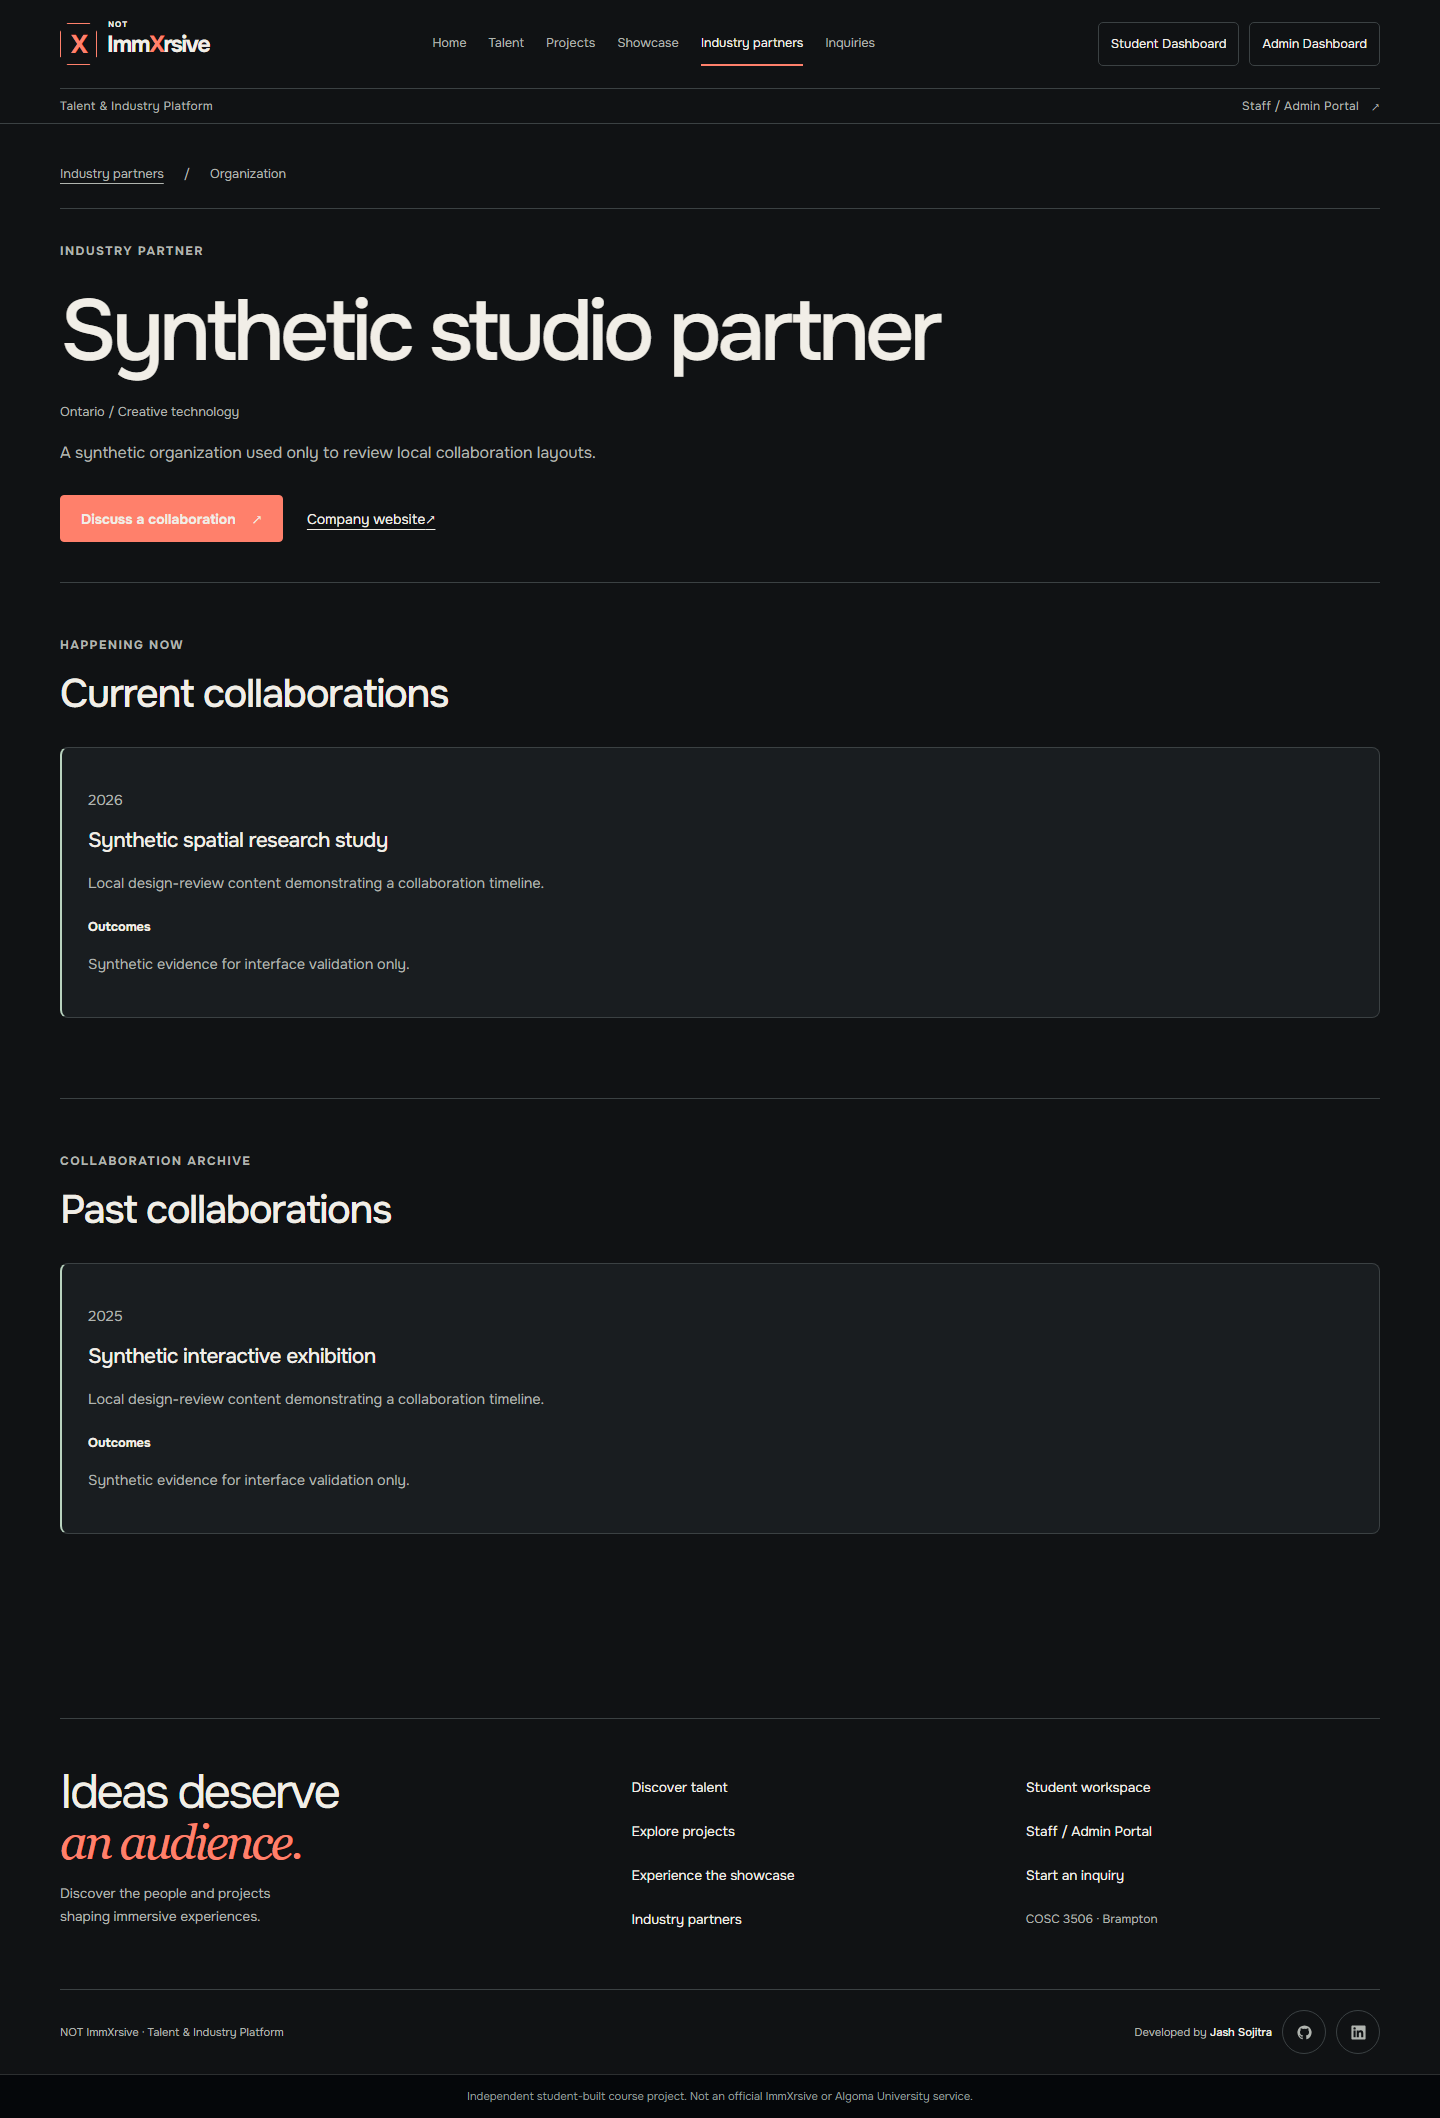 NOT
X ImmXrsive
Home Talent Projects Showcase Industry partners Inquiries
Student Dashboard Admin Dashboard
Talent & Industry Platform
Staff / Admin Portal ↗
Industry partners / Organization
INDUSTRY PARTNER
Synthetic studio partner
Ontario / Creative technology
A synthetic organization used only to review local collaboration layouts.
Discuss a collaboration ↗ Company website↗
HAPPENING NOW
Current collaborations
2026
Synthetic spatial research study
Local design-review content demonstrating a collaboration timeline.
Outcomes
Synthetic evidence for interface validation only.
COLLABORATION ARCHIVE
Past collaborations
2025
Synthetic interactive exhibition
Local design-review content demonstrating a collaboration timeline.
Outcomes
Synthetic evidence for interface validation only.
Ideas deserve
an audience.
Discover the people and projects
shaping immersive experiences.
Discover talent
Explore projects
Experience the showcase
Industry partners
Student workspace
Staff / Admin Portal
Start an inquiry
COSC 3506 · Brampton
NOT ImmXrsive · Talent & Industry Platform
Developed by Jash Sojitra
Independent student-built course project. Not an official ImmXrsive or Algoma University service.